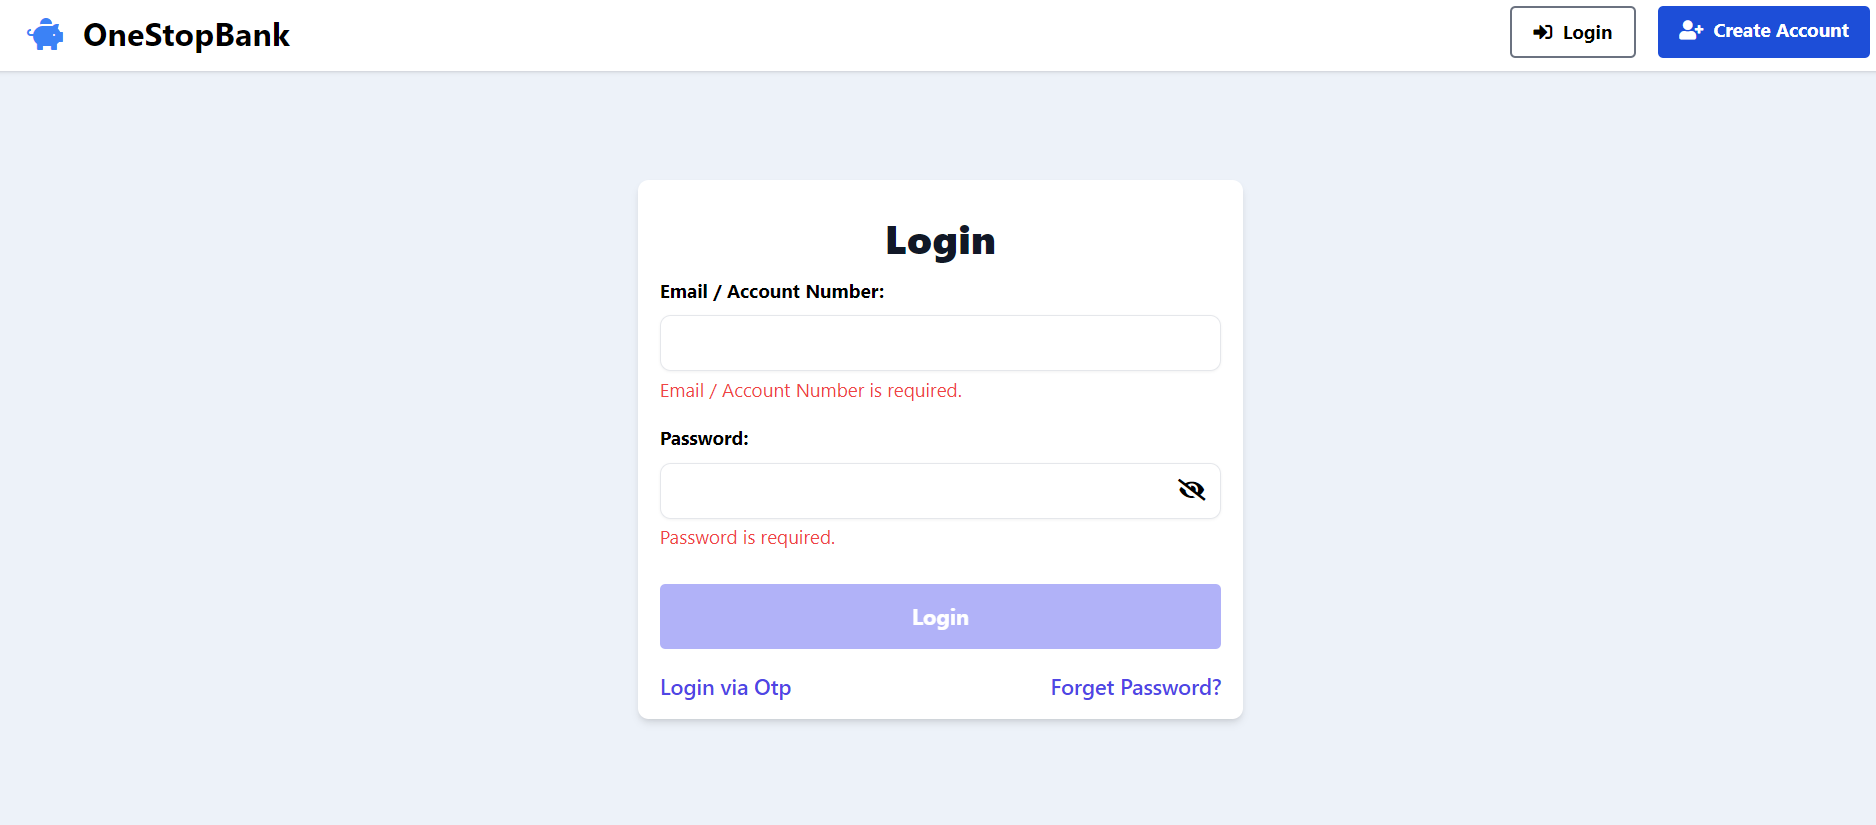 OneStopBank
Login
Create Account
Login
Email / Account Number:
Email / Account Number is required.
Password:
Password is required.
Login
Login via Otp
Forget Password?